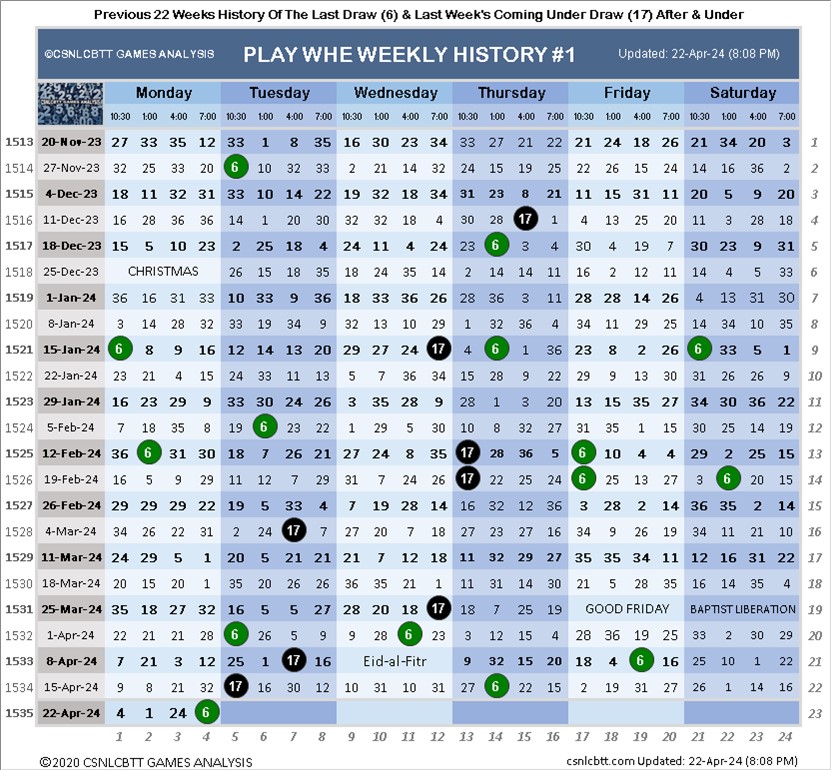 Previous 22 Weeks History Of The Last Draw (6) & Last Week's Coming Under Draw (17) After & Under
©CSNLCBTT GAMES ANALYSIS PLAY WHE WEEKLY HISTORY #1 Updated: 22-Apr-24 (8:08 PM)
CSNLCBTT GAMES ANALYSIS Monday Tuesday Wednesday Thursday Friday Saturday
10:30 1:00 4:00 7:00 10:30 1:00 4:00 7:00 10:30 1:00 4:00 7:00 10:30 1:00 4:00 7:00 10:30 1:00 4:00 7:00 10:30 1:00 4:00 7:00
1513 20-Nov-23 27 33 35 12 33 1 8 35 16 30 23 34 33 27 21 22 21 24 18 26 21 34 20 3 1
1514 27-Nov-23 32 25 33 20 6 10 32 33 2 21 14 32 24 15 19 25 22 26 15 24 14 16 36 2 2
1515 4-Dec-23 18 11 32 31 33 10 14 22 19 32 18 34 31 23 8 21 11 15 31 11 20 5 9 20 3
1516 11-Dec-23 16 28 36 36 14 1 20 30 32 32 18 4 30 28 17 1 4 13 25 20 11 3 28 18 4
1517 18-Dec-23 15 5 10 23 2 25 18 4 24 11 4 24 23 6 3 4 30 4 19 7 30 23 9 31 5
1518 25-Dec-23 CHRISTMAS 26 15 18 35 18 24 35 14 2 14 14 11 16 2 12 11 14 4 5 33 6
1519 1-Jan-24 36 16 31 33 10 33 9 36 18 33 36 26 28 36 3 11 28 28 14 26 4 13 31 30 7
1520 8-Jan-24 3 14 28 32 33 19 34 9 32 13 10 29 1 32 36 4 34 11 29 25 14 34 10 35 8
1521 15-Jan-24 6 8 9 16 12 14 13 20 29 27 24 17 4 6 1 36 23 8 2 26 6 33 5 1 9
1522 22-Jan-24 23 21 4 15 24 33 11 13 5 7 36 34 15 28 9 22 29 9 13 30 31 26 26 9 10
1523 29-Jan-24 16 23 29 9 33 30 24 26 3 35 28 9 28 1 3 20 13 15 35 27 34 30 36 22 11
1524 5-Feb-24 7 18 35 8 19 6 23 22 1 29 5 30 10 8 32 27 31 35 1 15 30 25 14 19 12
1525 12-Feb-24 36 6 31 30 18 7 26 21 27 24 8 35 17 28 36 5 6 10 4 4 29 2 25 15 13
1526 19-Feb-24 16 5 9 29 11 12 7 29 31 7 24 26 17 22 25 24 6 25 13 21 3 6 20 14 14
1527 26-Feb-24 29 29 29 22 19 5 33 4 7 19 28 14 16 32 12 36 3 28 2 14 36 35 2 14 15
1528 4-Mar-24 34 26 22 31 2 24 17 7 27 20 7 18 27 23 27 16 34 9 26 19 34 11 21 10 16
1529 11-Mar-24 24 29 5 1 20 5 21 21 21 7 12 18 11 32 29 27 35 35 34 11 12 16 31 22 17
1530 18-Mar-24 20 15 20 1 35 20 26 26 36 35 21 1 11 31 14 30 21 5 28 35 16 14 35 4 18
1531 25-Mar-24 35 18 27 32 16 5 5 27 28 20 18 17 18 7 25 19 GOOD FRIDAY BAPTIST LIBERATION 19
1532 1-Apr-24 22 21 21 28 6 26 5 9 9 28 6 23 3 12 15 4 28 36 19 25 33 2 30 29 20
1533 8-Apr-24 7 21 3 12 25 1 17 16 Eid-al-Fitr 9 32 15 20 18 4 6 16 25 10 1 22 21
1534 15-Apr-24 9 8 21 32 17 16 30 12 10 31 10 31 27 6 22 15 2 19 31 27 26 1 14 16 22
1535 22-Apr-24 4 1 24 6 23
1 2 3 4 5 6 7 8 9 10 11 12 13 14 15 16 17 18 19 20 21 22 23 24
©2020 CSNLCBTT GAMES ANALYSIS csnlcbtt.com Updated: 22-Apr-24 (8:08 PM)